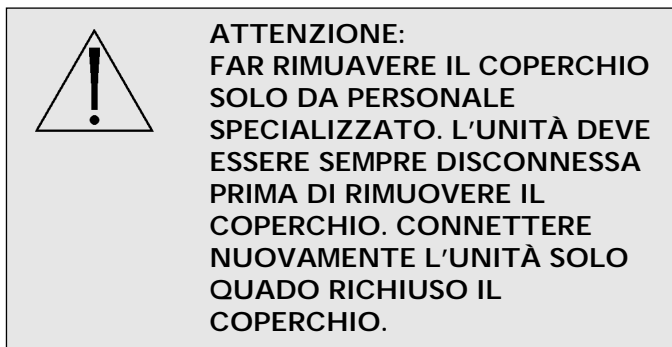 ATTENZIONE:
FAR RIMUAVERE IL COPERCHIO
SOLO DA PERSONALE
SPECIALIZZATO. L'UNITÀ DEVE
ESSERE SEMPRE DISCONNESSA
PRIMA DI RIMUOVERE IL
COPERCHIO. CONNETTERE
NUOVAMENTE L'UNITÀ SOLO
QUADO RICHIUSO IL
COPERCHIO.